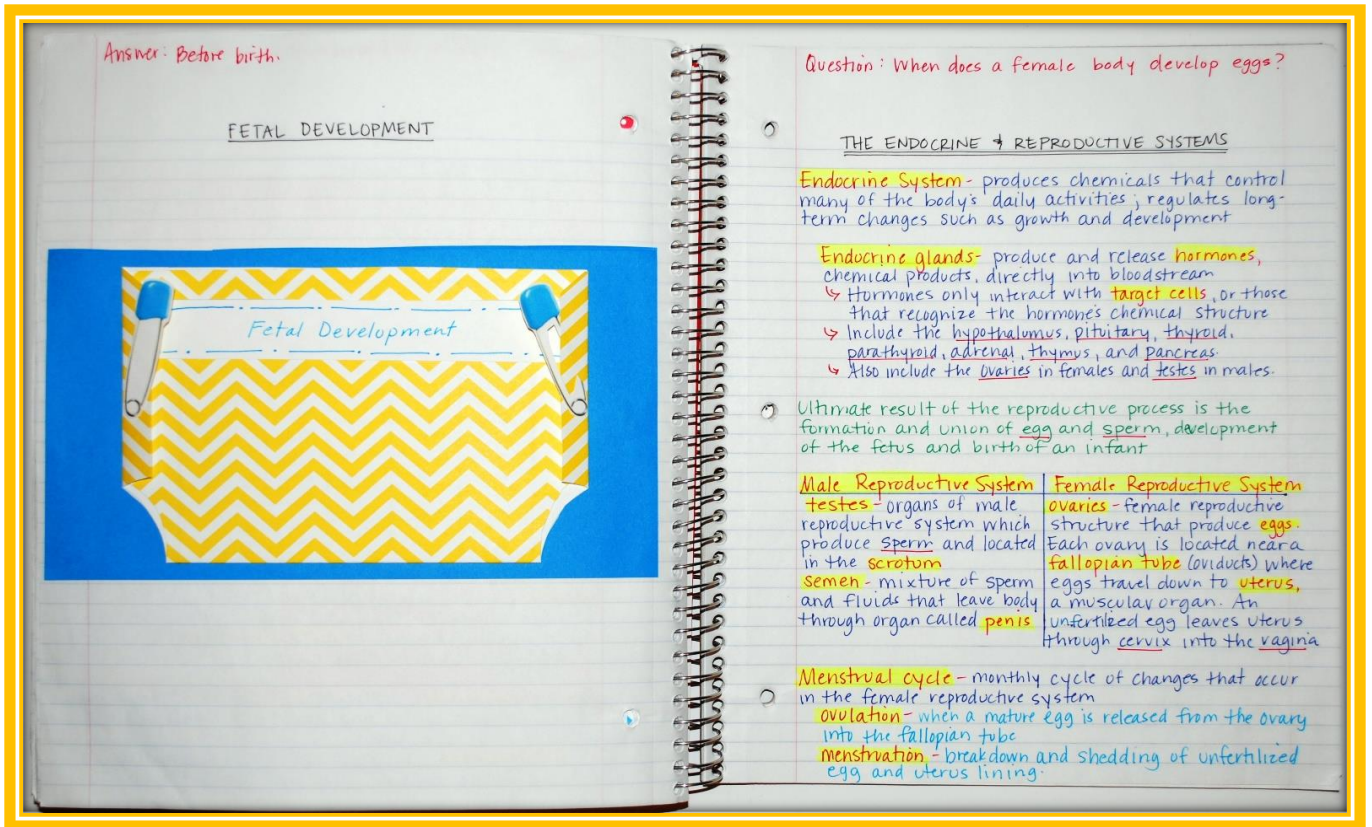 Answer: Before birth.
FETAL DEVELOPMENT
Fetal Development
Question: When does a female body develop eggs?
THE ENDOCRINE & REPRODUCTIVE SYSTEMS
Endocrine System - produces chemicals that control
many of the body's daily activities; regulates long-
term changes such as growth and development
Endocrine glands - produce and release hormones,
chemical products, directly into bloodstream
↳ Hormones only interact with target cells, or those
that recognize the hormone's chemical structure
↳ Include the hypothalumus, pituitary, thyroid,
parathyroid, adrenal, thymus, and pancreas.
↳ Also include the ovaries in females and testes in males.
Ultimate result of the reproductive process is the
formation and union of egg and sperm, development
of the fetus and birth of an infant
Male Reproductive System
testes - organs of male
reproductive system which
produce sperm and located
in the scrotum
semen - mixture of sperm
and fluids that leave body
through organ called penis
Female Reproductive System
ovaries - female reproductive
structure that produce eggs.
Each ovary is located near a
fallopian tube (oviducts) where
eggs travel down to uterus,
a muscular organ. An
unfertilized egg leaves uterus
through cervix into the vagina
Menstrual cycle - monthly cycle of changes that occur
in the female reproductive system
ovulation - when a mature egg is released from the ovary
into the fallopian tube
menstruation - breakdown and shedding of unfertilized
egg and uterus lining.